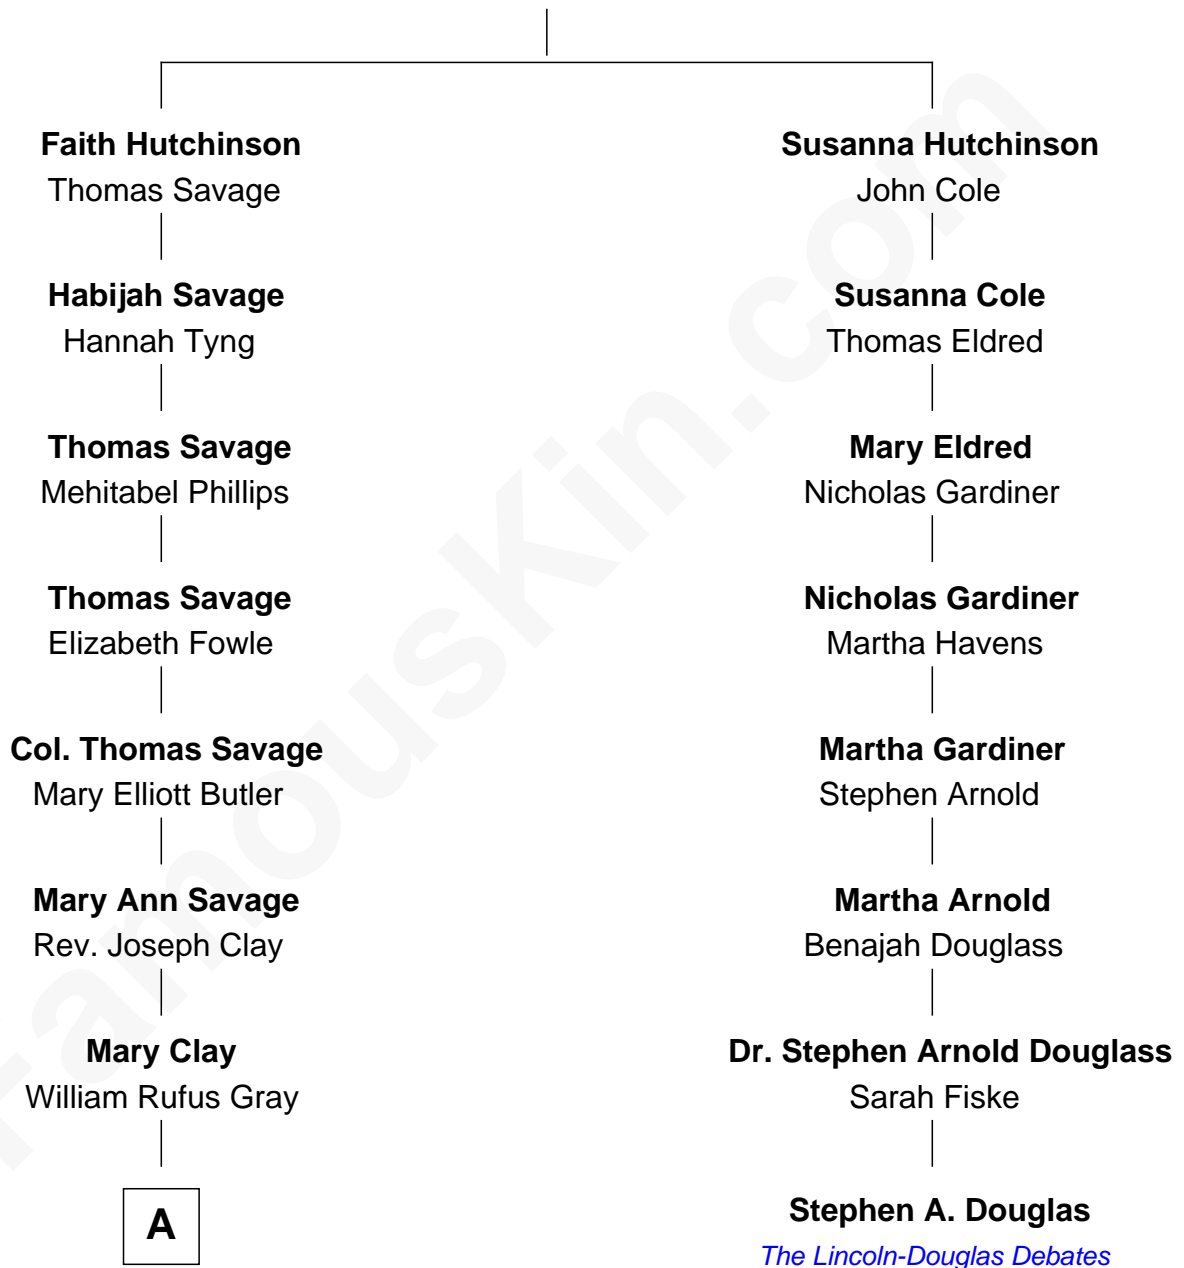 Faith Hutchinson
Thomas Savage
Habijah Savage
Hannah Tyng
Thomas Savage
Mehitabel Phillips
Thomas Savage
Elizabeth Fowle
Col. Thomas Savage
Mary Elliott Butler
Mary Ann Savage
Rev. Joseph Clay
Mary Clay
William Rufus Gray
A
Susanna Hutchinson
John Cole
Susanna Cole
Thomas Eldred
Mary Eldred
Nicholas Gardiner
Nicholas Gardiner
Martha Havens
Martha Gardiner
Stephen Arnold
Martha Arnold
Benajah Douglass
Dr. Stephen Arnold Douglass
Sarah Fiske
Stephen A. Douglas
The Lincoln-Douglas Debates
FamousKin.com